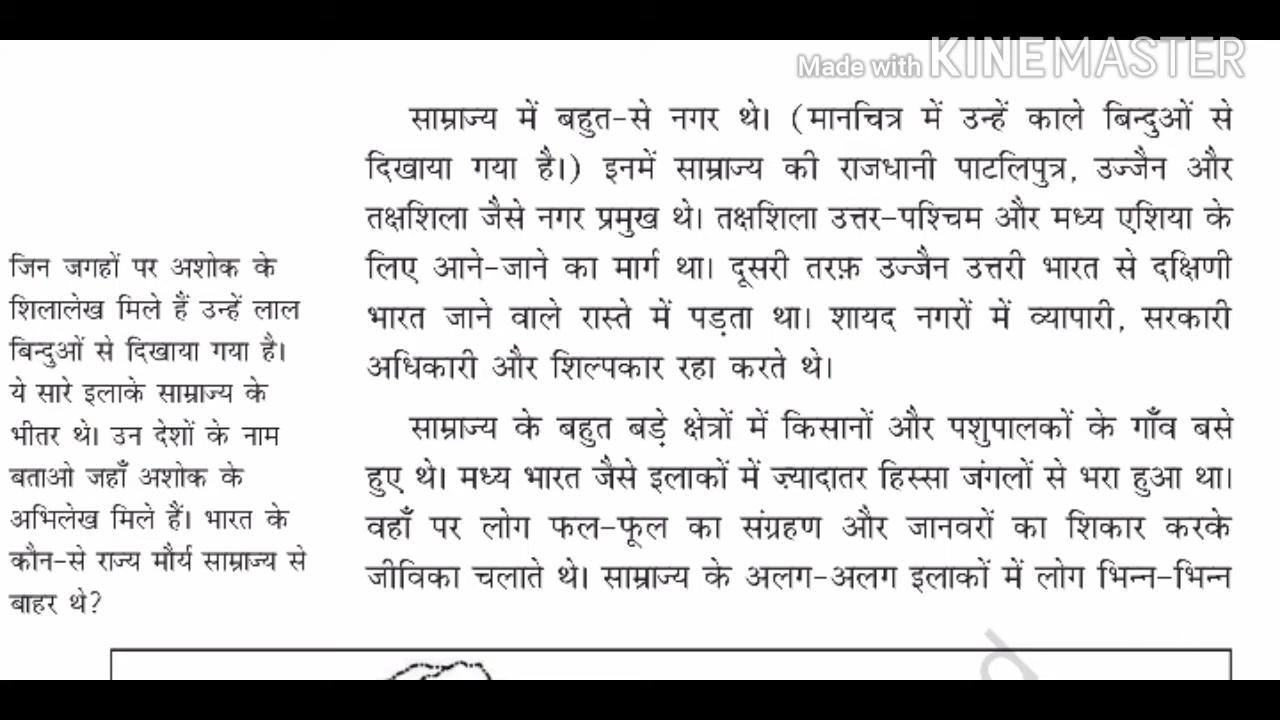 Made with KINEMASTER
साम्राज्य में बहुत-से नगर थे। (मानचित्र में उन्हें काले बिन्दुओं से
दिखाया गया है।) इनमें साम्राज्य की राजधानी पाटलिपुत्र, उज्जैन और
तक्षशिला जैसे नगर प्रमुख थे। तक्षशिला उत्तर-पश्चिम और मध्य एशिया के
लिए आने-जाने का मार्ग था। दूसरी तरफ़ उज्जैन उत्तरी भारत से दक्षिणी
भारत जाने वाले रास्ते में पड़ता था। शायद नगरों में व्यापारी, सरकारी
अधिकारी और शिल्पकार रहा करते थे।
साम्राज्य के बहुत बड़े क्षेत्रों में किसानों और पशुपालकों के गाँव बसे
हुए थे। मध्य भारत जैसे इलाकों में ज़्यादातर हिस्सा जंगलों से भरा हुआ था।
वहाँ पर लोग फल-फूल का संग्रहण और जानवरों का शिकार करके
जीविका चलाते थे। साम्राज्य के अलग-अलग इलाकों में लोग भिन्न-भिन्न
जिन जगहों पर अशोक के
शिलालेख मिले हैं उन्हें लाल
बिन्दुओं से दिखाया गया है।
ये सारे इलाके साम्राज्य के
भीतर थे। उन देशों के नाम
बताओ जहाँ अशोक के
अभिलेख मिले हैं। भारत के
कौन-से राज्य मौर्य साम्राज्य से
बाहर थे?